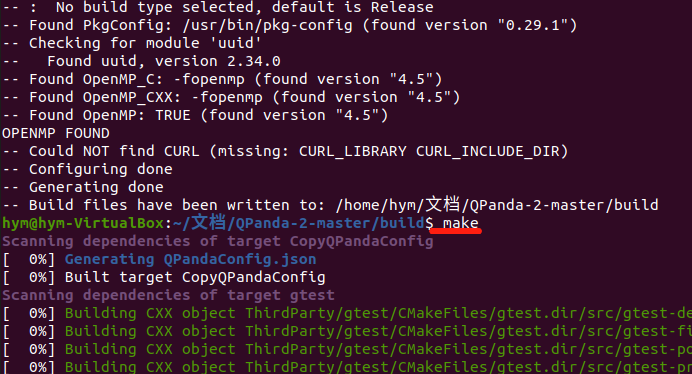 -- :  No build type selected, default is Release
-- Found PkgConfig: /usr/bin/pkg-config (found version "0.29.1")
-- Checking for module 'uuid'
--   Found uuid, version 2.34.0
-- Found OpenMP_C: -fopenmp (found version "4.5")
-- Found OpenMP_CXX: -fopenmp (found version "4.5")
-- Found OpenMP: TRUE (found version "4.5")
OPENMP FOUND
-- Could NOT find CURL (missing: CURL_LIBRARY CURL_INCLUDE_DIR)
-- Configuring done
-- Generating done
-- Build files have been written to: /home/hym/文档/QPanda-2-master/build
hym@hym-VirtualBox:~/文档/QPanda-2-master/build$ make
Scanning dependencies of target CopyQPandaConfig
[  0%] Generating QPandaConfig.json
[  0%] Built target CopyQPandaConfig
Scanning dependencies of target gtest
[  0%] Building CXX object ThirdParty/gtest/CMakeFiles/gtest.dir/src/gtest-de
[  0%] Building CXX object ThirdParty/gtest/CMakeFiles/gtest.dir/src/gtest-fi
[  0%] Building CXX object ThirdParty/gtest/CMakeFiles/gtest.dir/src/gtest-po
[  0%] Building CXX object ThirdParty/gtest/CMakeFiles/gtest.dir/src/gtest-pr